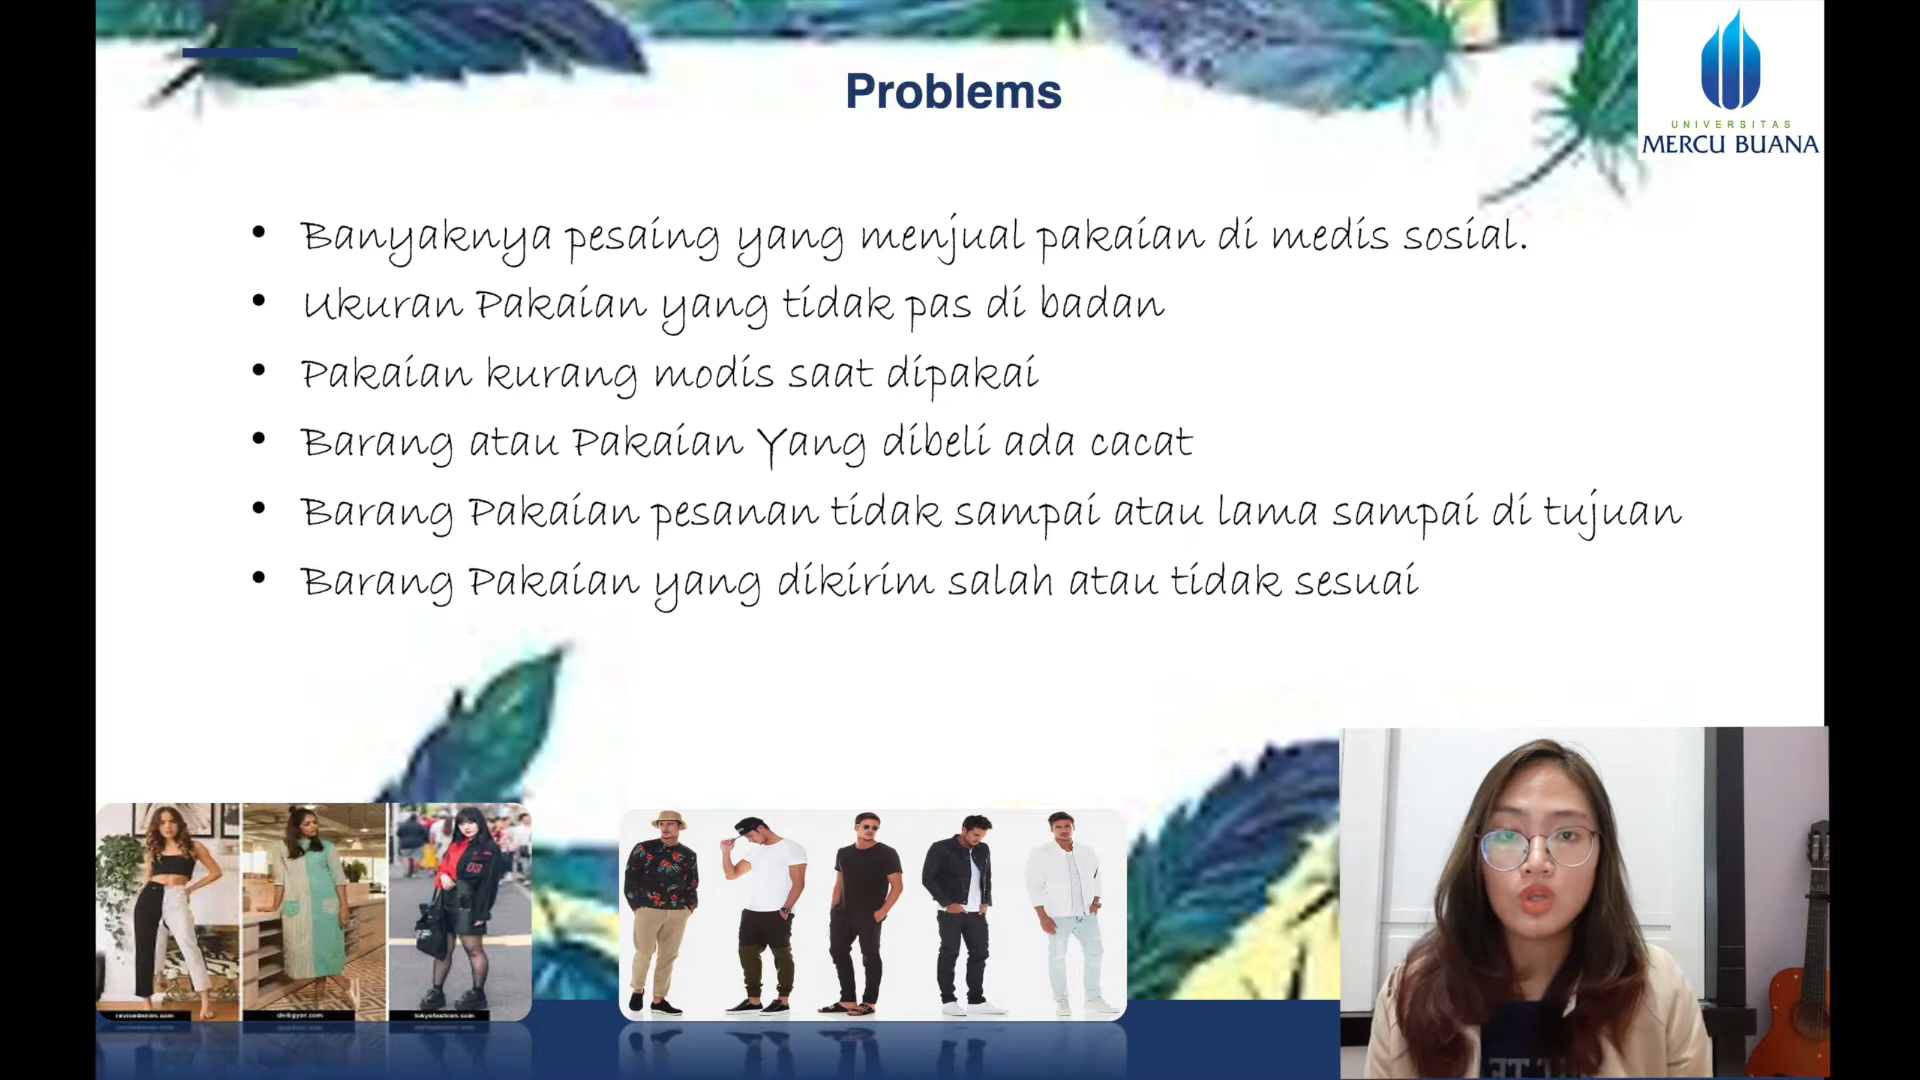 Problems
UNIVERSITAS
MERCU BUANA
Banyaknya pesaing yang menjual pakaian di medis sosial.
Ukuran Pakaian yang tidak pas di badan
Pakaian kurang modis saat dipakai
Barang atau Pakaian Yang dibeli ada cacat
Barang Pakaian pesanan tidak sampai atau lama sampai di tujuan
Barang Pakaian yang dikirim salah atau tidak sesuai